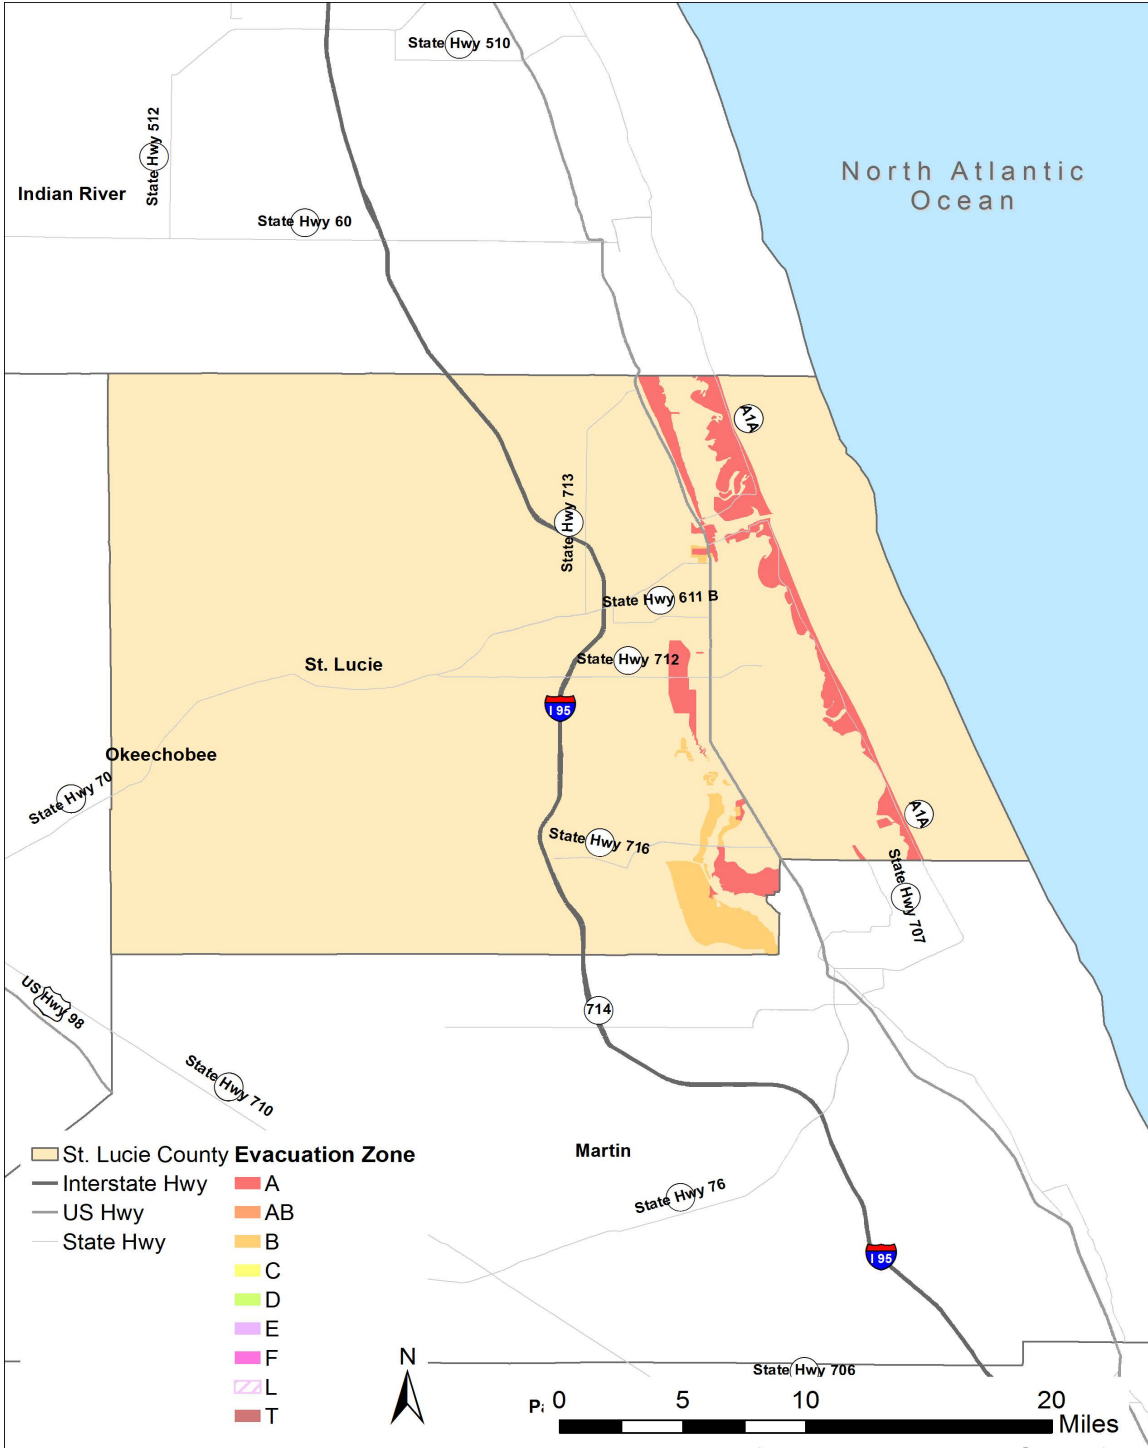 State Hwy 510
State Hwy 512
North Atlantic
Ocean
Indian River
State Hwy 60
A1A
State Hwy 713
State Hwy 611 B
State Hwy 712
St. Lucie
I 95
Okeechobee
State Hwy 70
A1A
State Hwy 716
State Hwy 707
US Hwy 98
714
State Hwy 710
Martin
State Hwy 76
I 95
State Hwy 706
St. Lucie County
Interstate Hwy
US Hwy
State Hwy
Evacuation Zone
A
AB
B
C
D
E
F
L
T
N
0 5 10 20
Miles